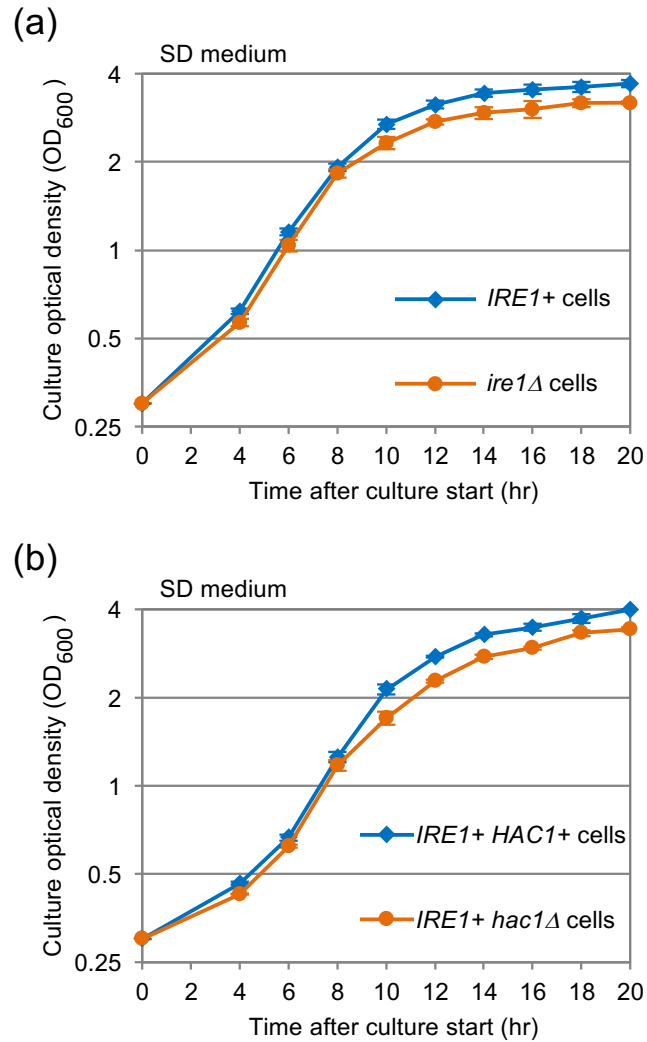 (a)
SD medium
Culture optical density (OD600)
4
2
1
0.5
0.25
IRE1+ cells
ire1Δ cells
0 2 4 6 8 10 12 14 16 18 20
Time after culture start (hr)
(b)
SD medium
Culture optical density (OD600)
4
2
1
0.5
0.25
IRE1+ HAC1+ cells
IRE1+ hac1Δ cells
0 2 4 6 8 10 12 14 16 18 20
Time after culture start (hr)